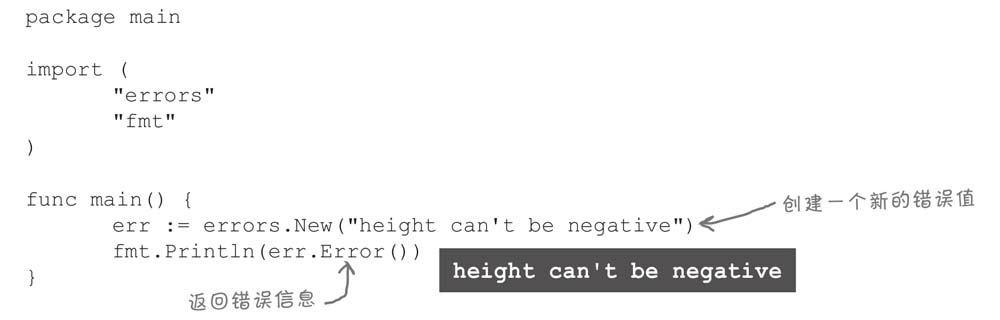 package main
import (
"errors"
"fmt"
)
func main() {
err := errors.New("height can't be negative")
创建一个新的错误值
fmt.Println(err.Error())
height can't be negative
}
返回错误信息